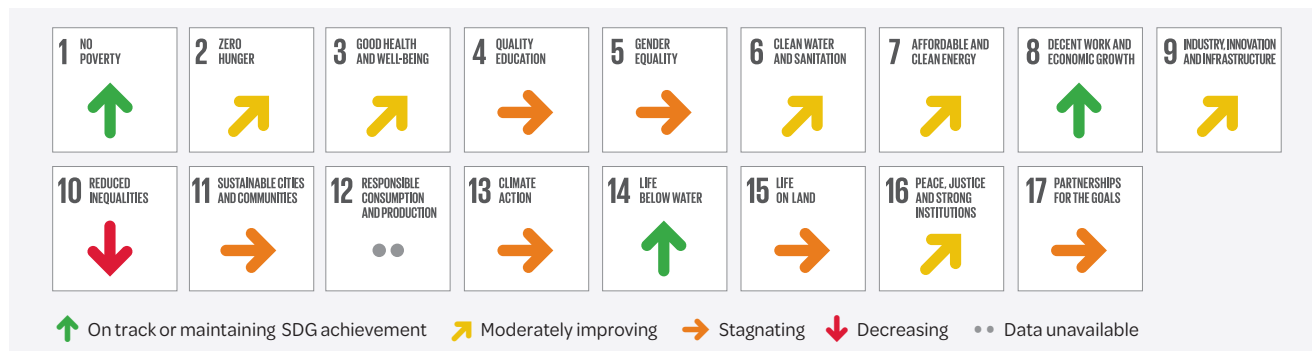 1 NO
POVERTY
2 ZERO
HUNGER
3 GOOD HEALTH
AND WELL-BEING
4 QUALITY
EDUCATION
5 GENDER
EQUALITY
6 CLEAN WATER
AND SANITATION
7 AFFORDABLE AND
CLEAN ENERGY
8 DECENT WORK AND
ECONOMIC GROWTH
9 INDUSTRY, INNOVATION
AND INFRASTRUCTURE
10 REDUCED
INEQUALITIES
11 SUSTAINABLE CITIES
AND COMMUNITIES
12 RESPONSIBLE
CONSUMPTION
AND PRODUCTION
13 CLIMATE
ACTION
14 LIFE
BELOW WATER
15 LIFE
ON LAND
16 PEACE, JUSTICE
AND STRONG
INSTITUTIONS
17 PARTNERSHIPS
FOR THE GOALS
On track or maintaining SDG achievement
Moderately improving
Stagnating
Decreasing
Data unavailable